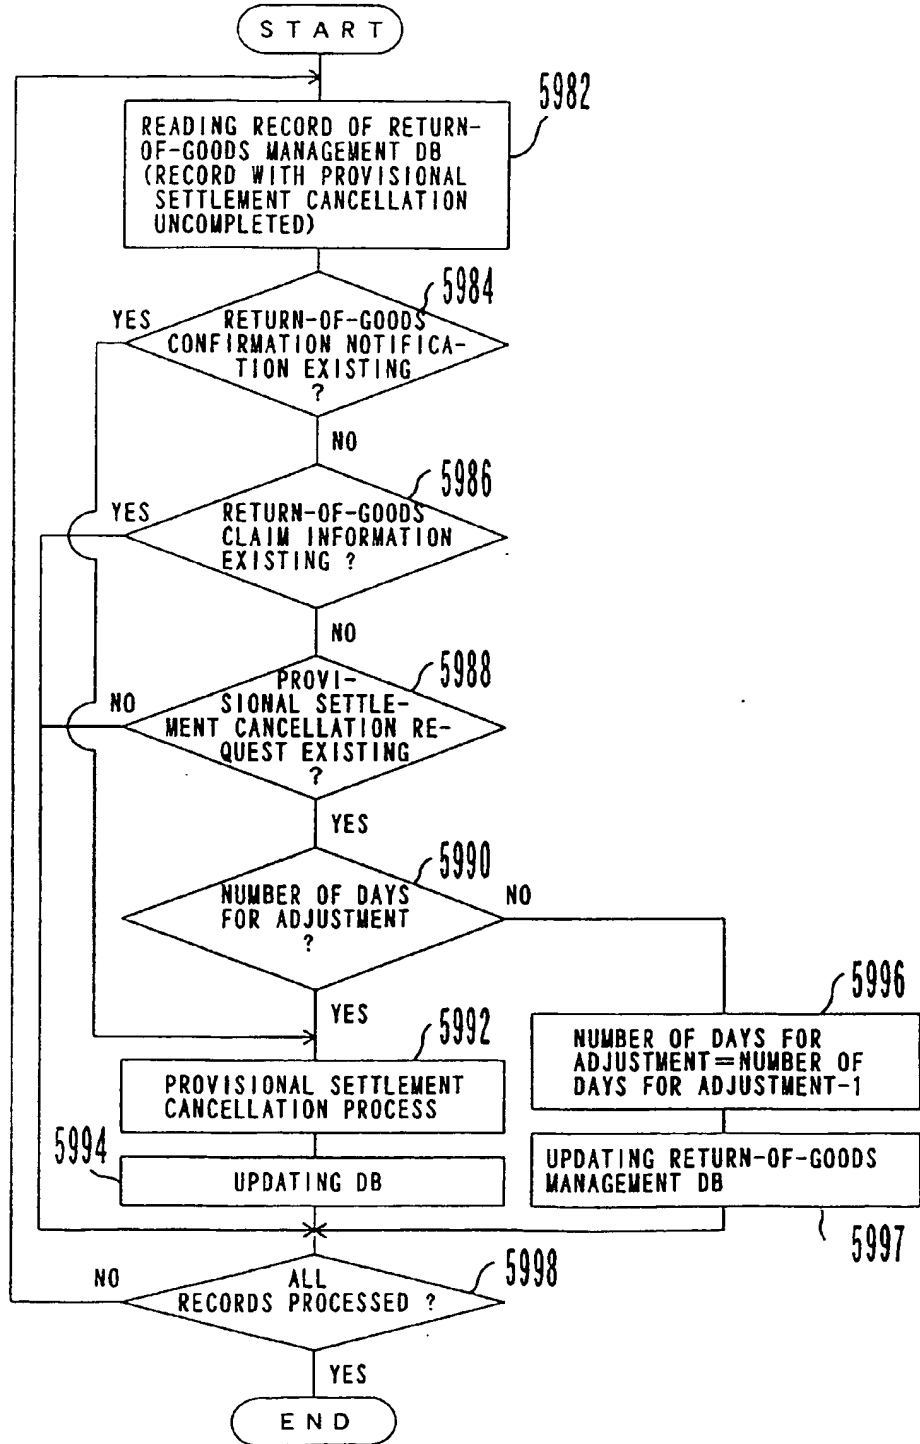 START
5982
READING RECORD OF RETURN-
OF-GOODS MANAGEMENT DB
(RECORD WITH PROVISIONAL
SETTLEMENT CANCELLATION
UNCOMPLETED)
5984
YES
RETURN-OF-GOODS
CONFIRMATION NOTIFICA-
TION EXISTING
?
NO
5986
YES
RETURN-OF-GOODS
CLAIM INFORMATION
EXISTING ?
NO
5988
NO
PROVI-
SIONAL SETTLE-
MENT CANCELLATION RE-
QUEST EXISTING
?
YES
5990
NO
NUMBER OF DAYS
FOR ADJUSTMENT
?
YES
5992
PROVISIONAL SETTLEMENT
CANCELLATION PROCESS
5994
UPDATING DB
5996
NUMBER OF DAYS FOR
ADJUSTMENT=NUMBER OF
DAYS FOR ADJUSTMENT-1
UPDATING RETURN-OF-GOODS
MANAGEMENT DB
5997
5998
NO
ALL
RECORDS PROCESSED ?
YES
END